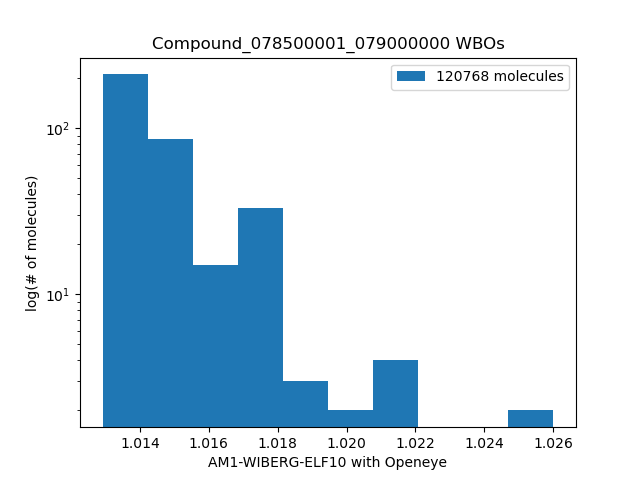 Compound_078500001_079000000 WBOs
120768 molecules
log(# of molecules)
10²
10¹
1.014 1.016 1.018 1.020 1.022 1.024 1.026
AM1-WIBERG-ELF10 with Openeye